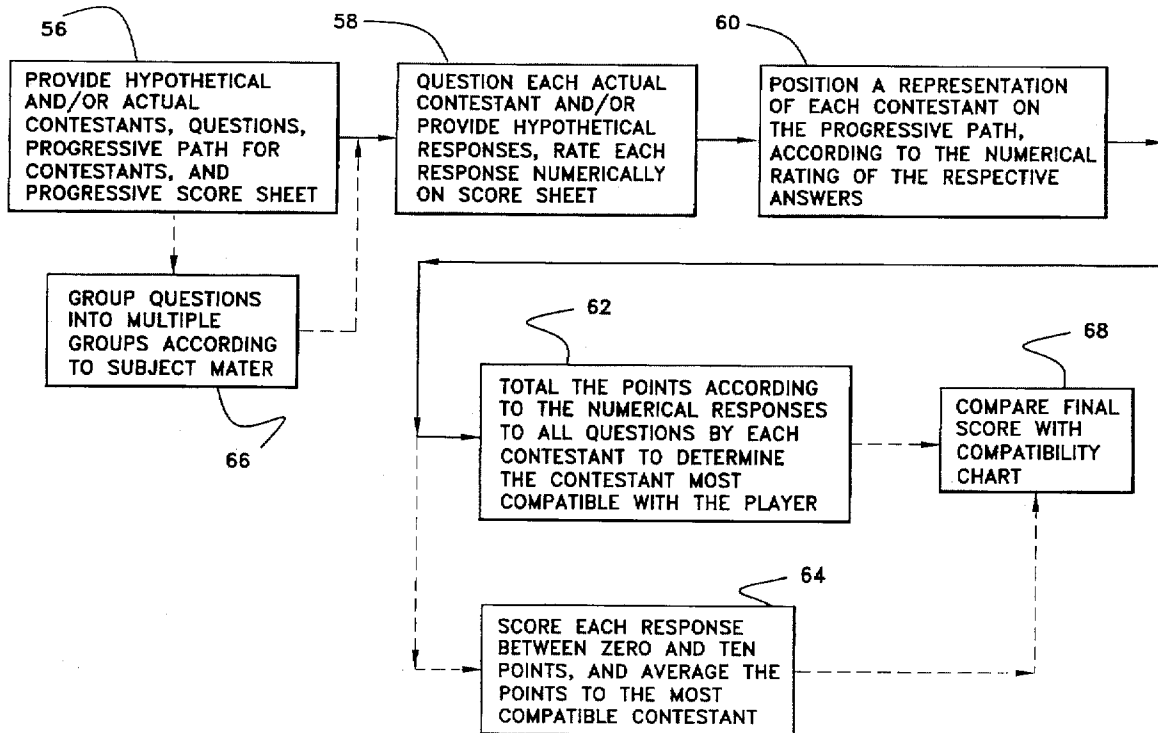 56
PROVIDE HYPOTHETICAL
AND/OR ACTUAL
CONTESTANTS, QUESTIONS,
PROGRESSIVE PATH FOR
CONTESTANTS, AND
PROGRESSIVE SCORE SHEET
58
QUESTION EACH ACTUAL
CONTESTANT AND/OR
PROVIDE HYPOTHETICAL
RESPONSES, RATE EACH
RESPONSE NUMERICALLY
ON SCORE SHEET
60
POSITION A REPRESENTATION
OF EACH CONTESTANT ON
THE PROGRESSIVE PATH,
ACCORDING TO THE NUMERICAL
RATING OF THE RESPECTIVE
ANSWERS
GROUP QUESTIONS
INTO MULTIPLE
GROUPS ACCORDING
TO SUBJECT MATER
66
62
TOTAL THE POINTS ACCORDING
TO THE NUMERICAL RESPONSES
TO ALL QUESTIONS BY EACH
CONTESTANT TO DETERMINE
THE CONTESTANT MOST
COMPATIBLE WITH THE PLAYER
68
COMPARE FINAL
SCORE WITH
COMPATIBILITY
CHART
64
SCORE EACH RESPONSE
BETWEEN ZERO AND TEN
POINTS, AND AVERAGE THE
POINTS TO THE MOST
COMPATIBLE CONTESTANT